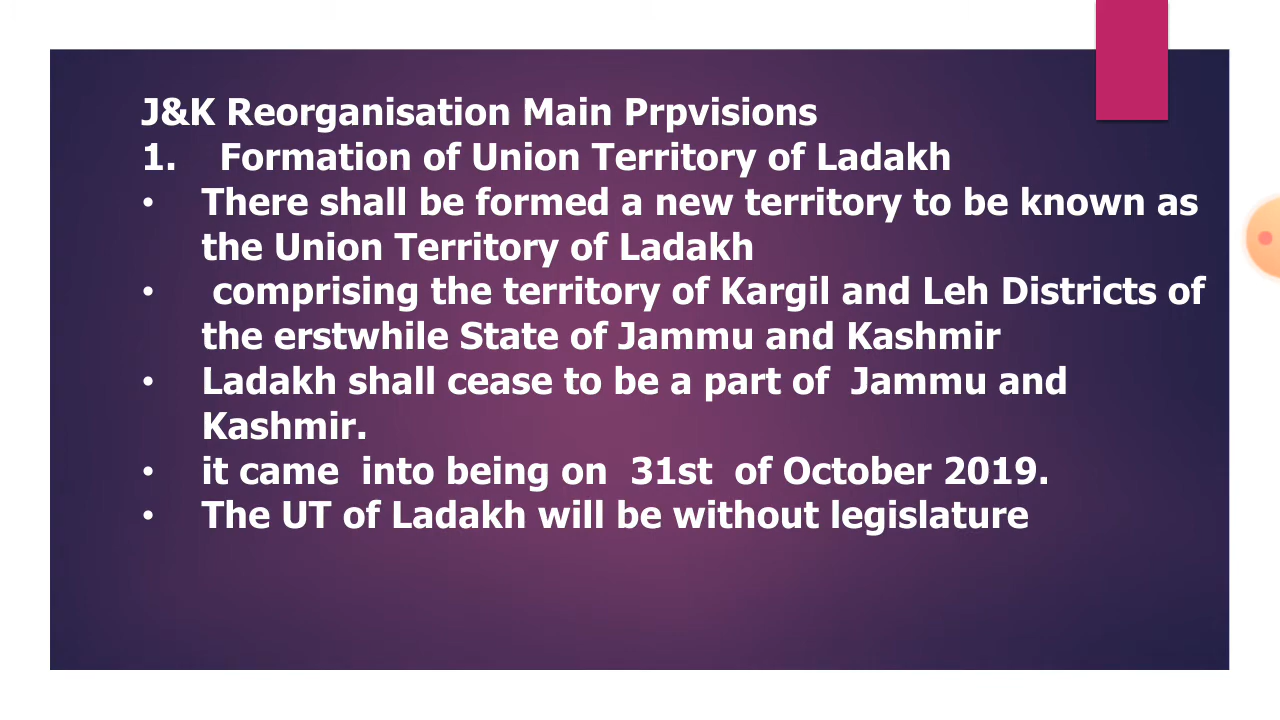 J&K Reorganisation Main Prpvisions
1. Formation of Union Territory of Ladakh
• There shall be formed a new territory to be known as
the Union Territory of Ladakh
• comprising the territory of Kargil and Leh Districts of
the erstwhile State of Jammu and Kashmir
• Ladakh shall cease to be a part of Jammu and
Kashmir.
• it came into being on 31st of October 2019.
• The UT of Ladakh will be without legislature